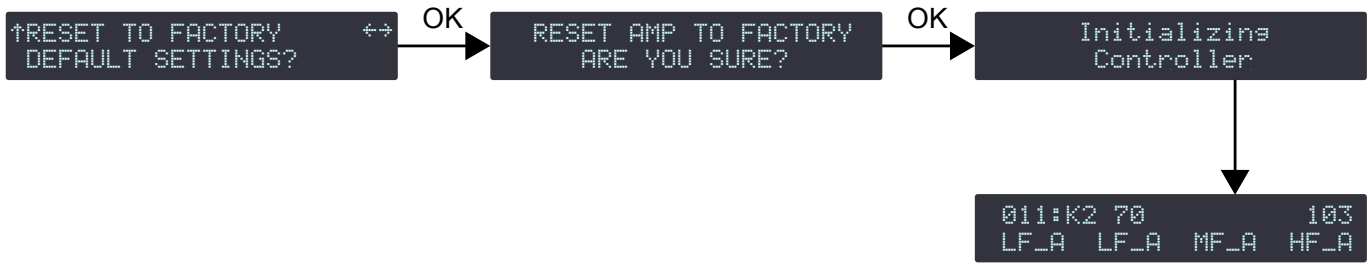 ↑RESET TO FACTORY ←→
DEFAULT SETTINGS?
OK
RESET AMP TO FACTORY
ARE YOU SURE?
OK
Initializing
Controller
011:K2 70 103
LF_A LF_A MF_A HF_A